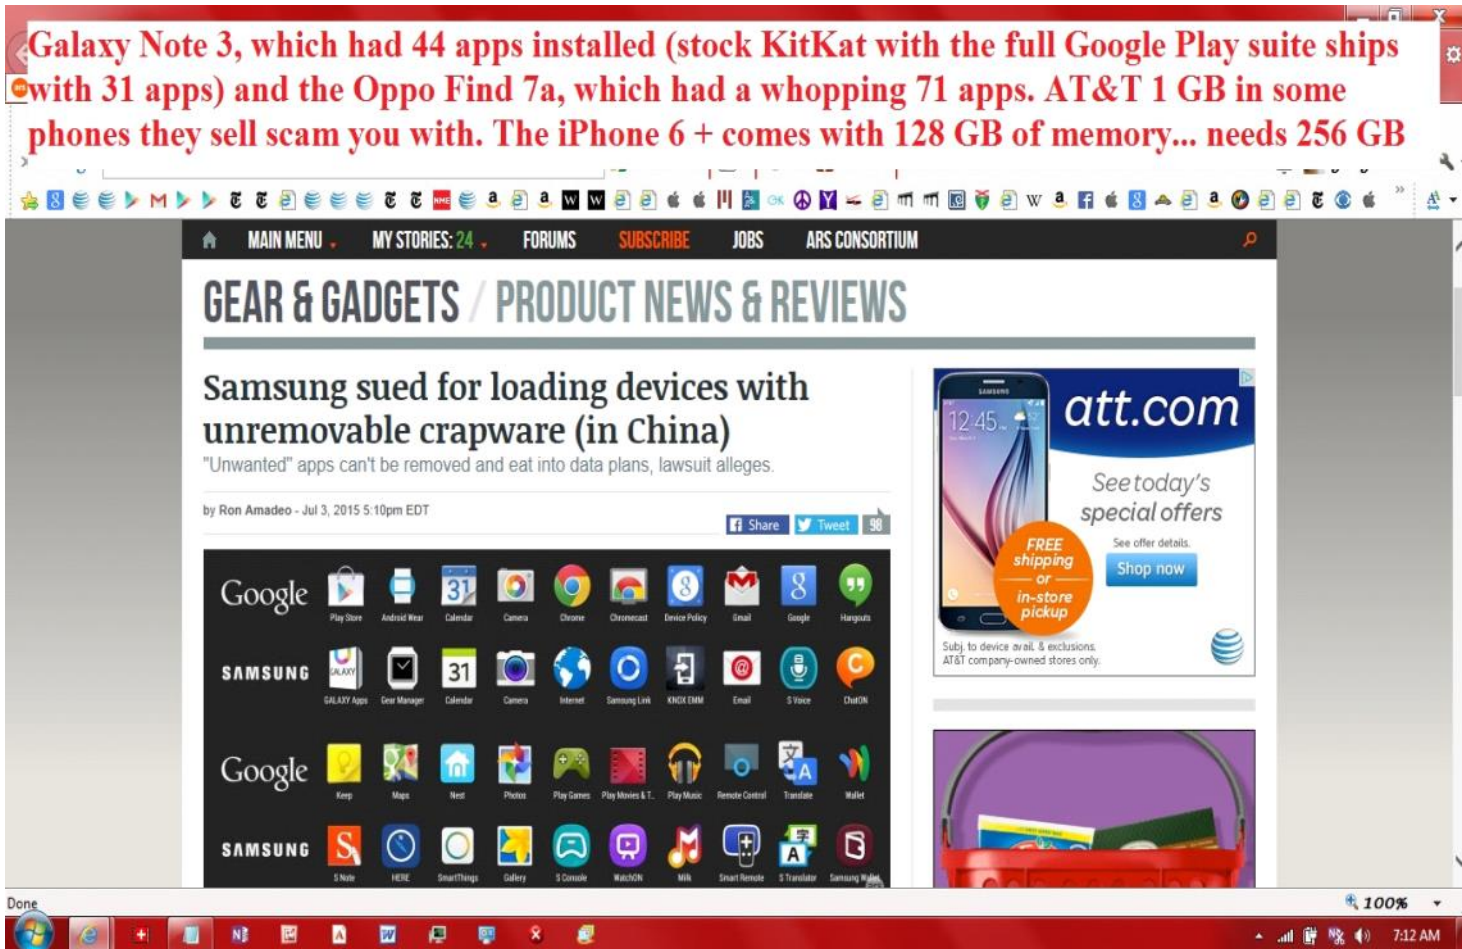 Galaxy Note 3, which had 44 apps installed (stock KitKat with the full Google Play suite ships
with 31 apps) and the Oppo Find 7a, which had a whopping 71 apps. AT&T 1 GB in some
phones they sell scam you with. The iPhone 6 + comes with 128 GB of memory... needs 256 GB
MAIN MENU MY STORIES: 24 FORUMS SUBSCRIBE JOBS ARS CONSORTIUM
GEAR & GADGETS / PRODUCT NEWS & REVIEWS
Samsung sued for loading devices with
unremovable crapware (in China)
"Unwanted" apps can't be removed and eat into data plans, lawsuit alleges.
by Ron Amadeo - Jul 3, 2015 5:10pm EDT
Share Tweet 98
Google
Play Store Android Wear Calendar Camera Chrome Chromecast Device Policy Gmail Google Hangouts
SAMSUNG
GALAXY Apps Gear Manager Calendar Camera Internet Samsung Link KNOX EMM Email S Voice ChatON
Google
Keep Maps Nest Photos Play Games Play Movies & T.. Play Music Remote Control Translate Wallet
SAMSUNG
S Note HERE SmartThings Gallery S Console WatchON Milk Smart Remote S Translator Samsung Wallet
SAMSUNG
12:45
att.com
See today's
special offers
See offer details.
Shop now
FREE
shipping
or
in-store
pickup
Subj. to device avail. & exclusions.
AT&T company-owned stores only.
Done
100%
7:12 AM